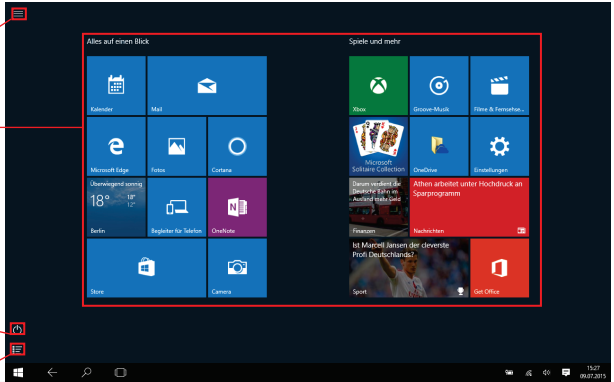 Alles auf einen Blick
Spiele und mehr
Kalender
Mail
Xbox
Groove-Musik
Filme & Fernsehse...
Microsoft Edge
Fotos
Cortana
Microsoft
Solitaire Collection
OneDrive
Einstellungen
Überwiegend sonnig
18° 18°
12°
Berlin
Begleiter für Telefon
OneNote
Darum verdient die
Deutsche Bahn im
Ausland mehr Geld
Finanzen
Athen arbeitet unter Hochdruck an
Sparprogramm
Nachrichten
Store
Camera
Ist Marcell Jansen der cleverste
Profi Deutschlands?
Sport
Get Office
15:27
09.07.2015